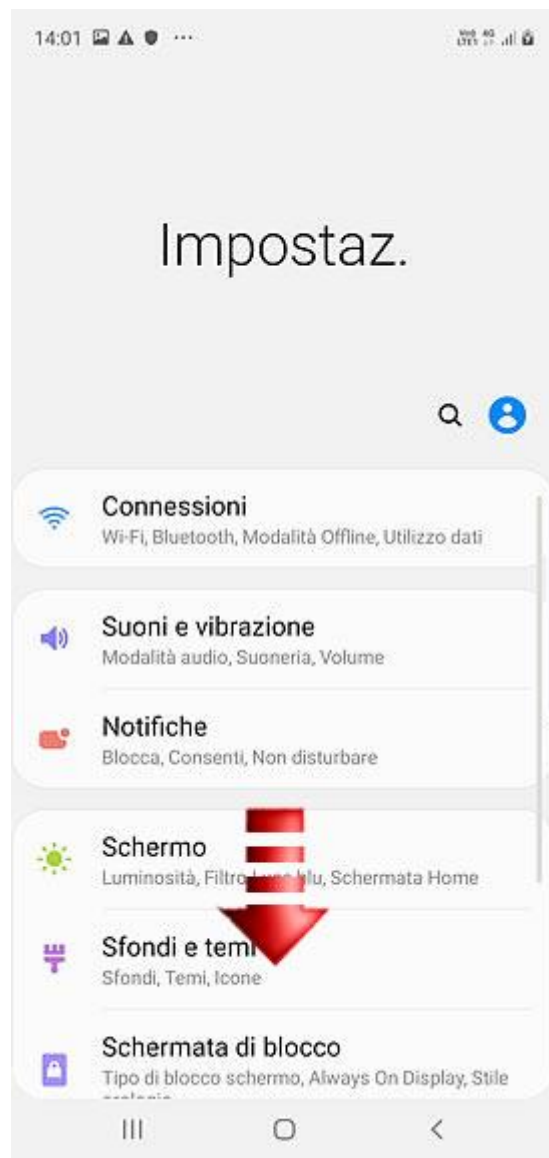 14:01
Impostaz.
Connessioni
Wi-Fi, Bluetooth, Modalità Offline, Utilizzo dati
Suoni e vibrazione
Modalità audio, Suoneria, Volume
Notifiche
Blocca, Consenti, Non disturbare
Schermo
Luminosità, Filtro blu, Schermata Home
Sfondi e temi
Sfondi, Temi, Icone
Schermata di blocco
Tipo di blocco schermo, Always On Display, Stile